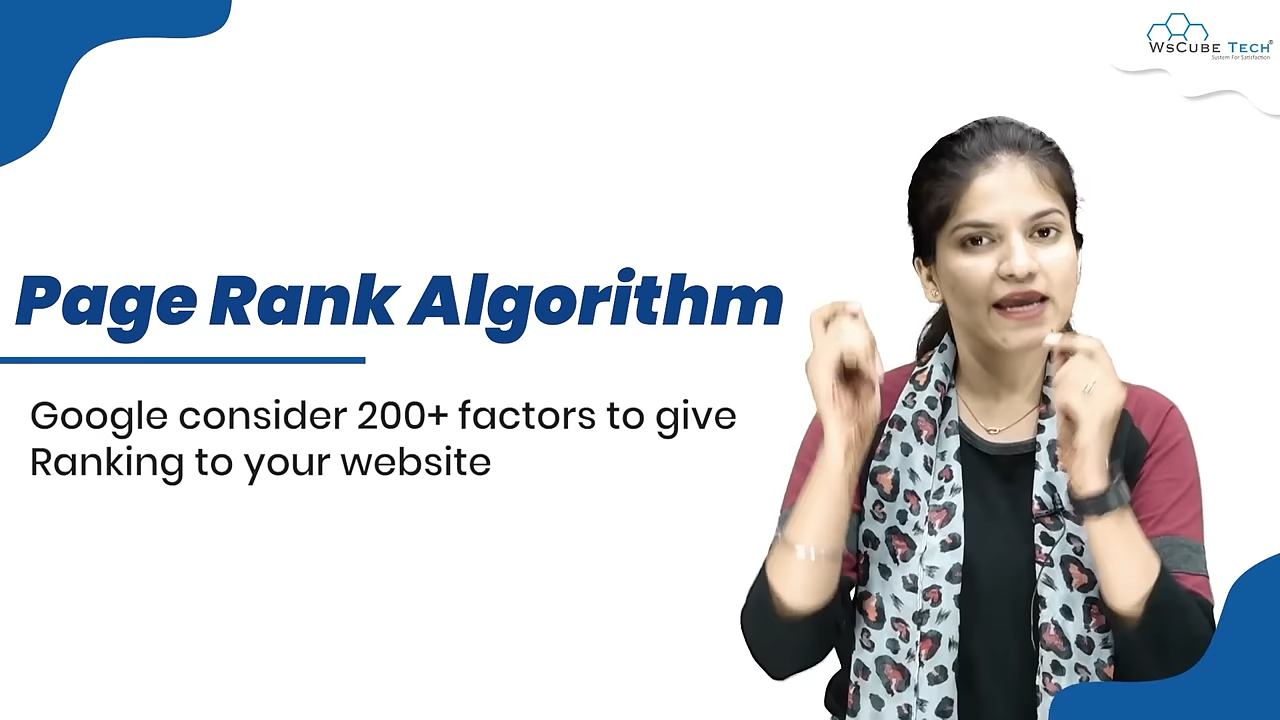 WsCube Tech®
System For Satisfaction
Page Rank Algorithm
Google consider 200+ factors to give
Ranking to your website